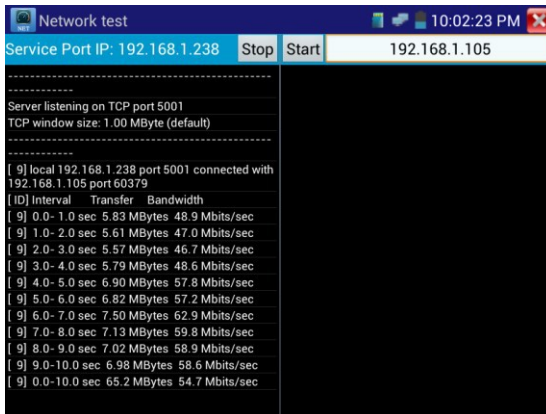 NET
Network test
10:02:23 PM
Service Port IP: 192.168.1.238
Stop
Start
192.168.1.105
------------------------------------------------
------------
Server listening on TCP port 5001
TCP window size: 1.00 MByte (default)
------------------------------------------------
------------
[ 9] local 192.168.1.238 port 5001 connected with
192.168.1.105 port 60379
[ ID] Interval Transfer Bandwidth
[ 9] 0.0- 1.0 sec 5.83 MBytes 48.9 Mbits/sec
[ 9] 1.0- 2.0 sec 5.61 MBytes 47.0 Mbits/sec
[ 9] 2.0- 3.0 sec 5.57 MBytes 46.7 Mbits/sec
[ 9] 3.0- 4.0 sec 5.79 MBytes 48.6 Mbits/sec
[ 9] 4.0- 5.0 sec 6.90 MBytes 57.8 Mbits/sec
[ 9] 5.0- 6.0 sec 6.82 MBytes 57.2 Mbits/sec
[ 9] 6.0- 7.0 sec 7.50 MBytes 62.9 Mbits/sec
[ 9] 7.0- 8.0 sec 7.13 MBytes 59.8 Mbits/sec
[ 9] 8.0- 9.0 sec 7.02 MBytes 58.9 Mbits/sec
[ 9] 9.0-10.0 sec 6.98 MBytes 58.6 Mbits/sec
[ 9] 0.0-10.0 sec 65.2 MBytes 54.7 Mbits/sec